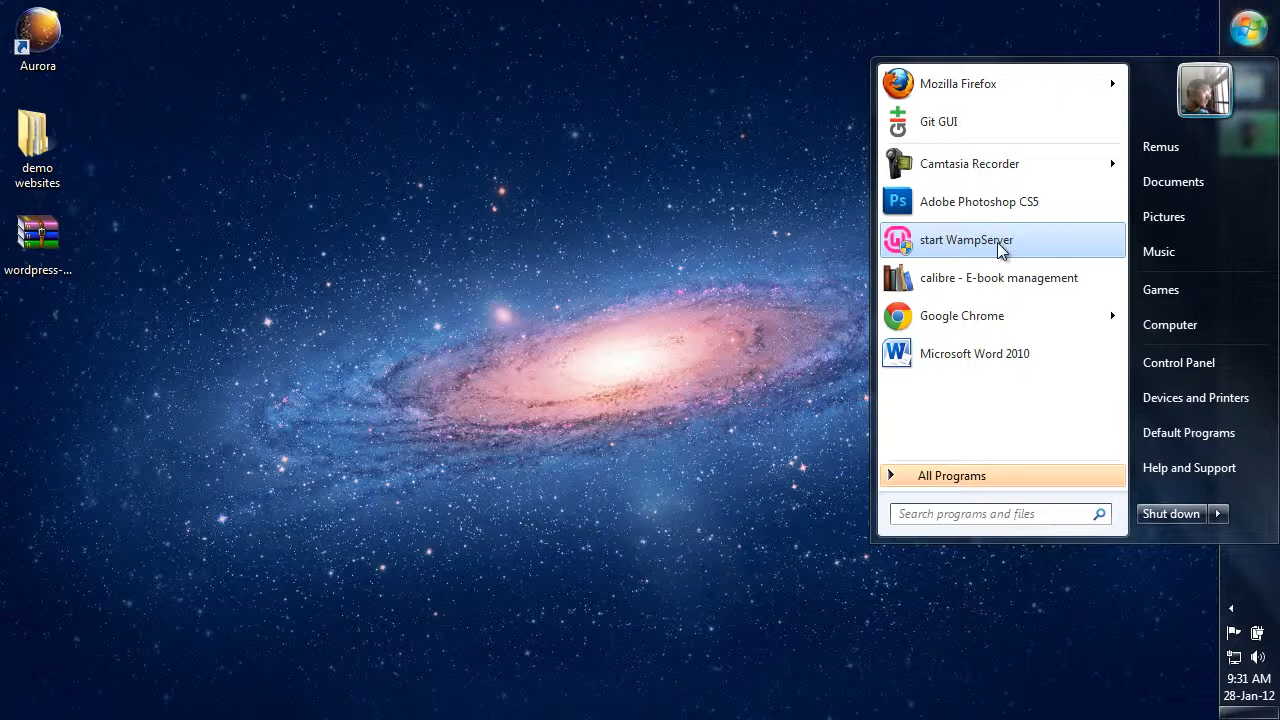 Aurora
demo
websites
wordpress-...
Mozilla Firefox
Git GUI
Camtasia Recorder
Ps
Adobe Photoshop CS5
start WampServer
calibre - E-book management
Google Chrome
Microsoft Word 2010
All Programs
Search programs and files
Remus
Documents
Pictures
Music
Games
Computer
Control Panel
Devices and Printers
Default Programs
Help and Support
Shut down
9:31 AM
28-Jan-12